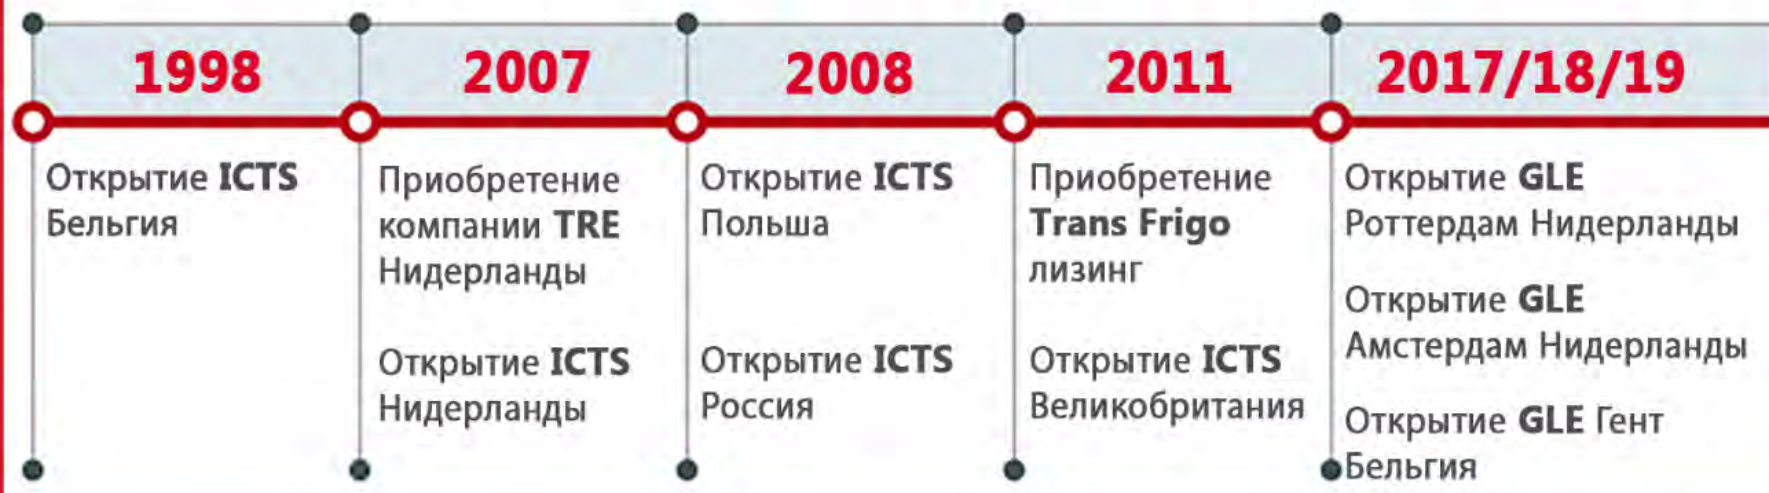 1998
Открытие ICTS
Бельгия
2007
Приобретение
компании TRE
Нидерланды
Открытие ICTS
Нидерланды
2008
Открытие ICTS
Польша
Открытие ICTS
Россия
2011
Приобретение
Trans Frigo
лизинг
Открытие ICTS
Великобритания
2017/18/19
Открытие GLE
Роттердам Нидерланды
Открытие GLE
Амстердам Нидерланды
Открытие GLE Гент
Бельгия